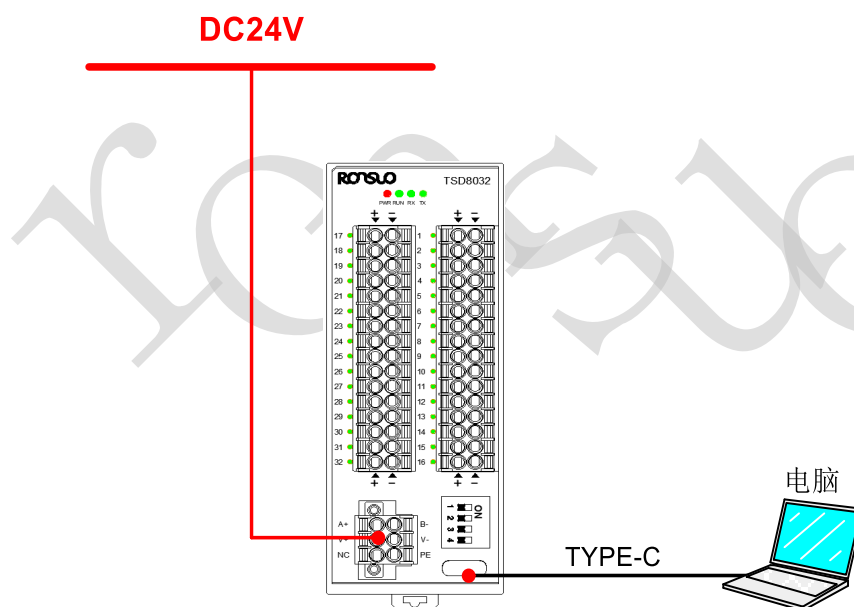 DC24V
RONSUO
TSD8032
PWR RUN RX TX
+ − + −
17 1
18 2
19 3
20 4
21 5
22 6
23 7
24 8
25 9
26 10
27 11
28 12
29 13
30 14
31 15
32 16
+ − + −
A+ B-
V+ V-
NC PE
ON
1
2
3
4
电脑
TYPE-C
ronsuo